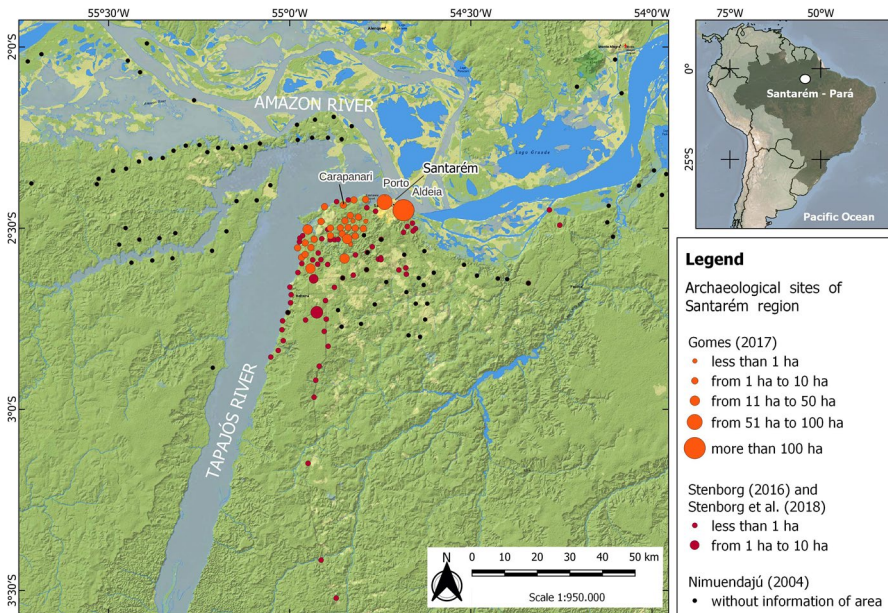 55°30'W
55°00'W
54°30'W
54°00'W
2°0'S
2°30'S
3°0'S
3°30'S
AMAZON RIVER
Lago Grande
Santarém
Carapanari
Porto
Aldeia
TAPAJÓS RIVER
N
0 10 20 30 40 50 km
Scale 1:950.000
75°W
50°W
0°
25°S
Santarém - Pará
Pacific Ocean
Legend
Archaeological sites of
Santarém region
Gomes (2017)
less than 1 ha
from 1 ha to 10 ha
from 11 ha to 50 ha
from 51 ha to 100 ha
more than 100 ha
Stenborg (2016) and
Stenborg et al. (2018)
less than 1 ha
from 1 ha to 10 ha
Nimuendajú (2004)
without information of area